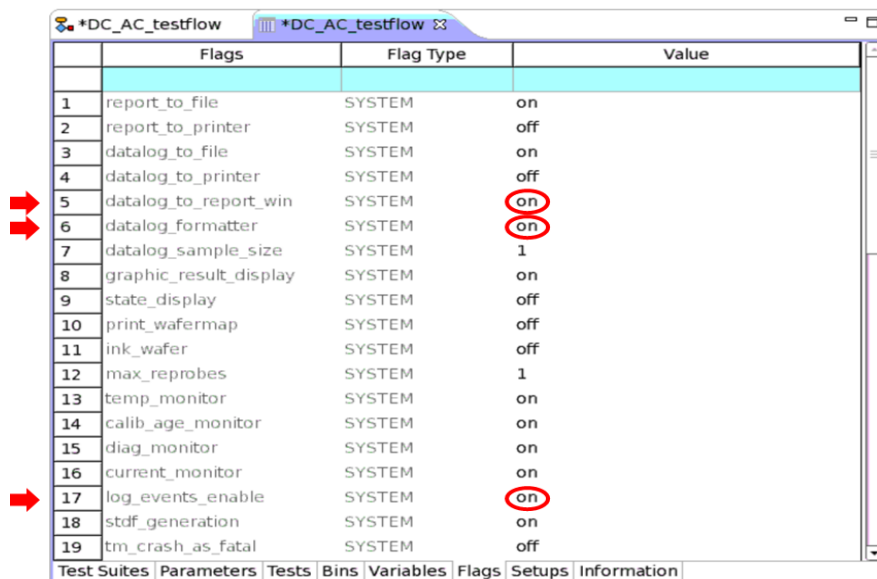 *DC_AC_testflow *DC_AC_testflow
Flags Flag Type Value
1 report_to_file SYSTEM on
2 report_to_printer SYSTEM off
3 datalog_to_file SYSTEM on
4 datalog_to_printer SYSTEM off
5 datalog_to_report_win SYSTEM on
6 datalog_formatter SYSTEM on
7 datalog_sample_size SYSTEM 1
8 graphic_result_display SYSTEM on
9 state_display SYSTEM off
10 print_wafermap SYSTEM off
11 ink_wafer SYSTEM off
12 max_reprobes SYSTEM 1
13 temp_monitor SYSTEM on
14 calib_age_monitor SYSTEM on
15 diag_monitor SYSTEM on
16 current_monitor SYSTEM on
17 log_events_enable SYSTEM on
18 stdf_generation SYSTEM on
19 tm_crash_as_fatal SYSTEM off
Test Suites Parameters Tests Bins Variables Flags Setups Information